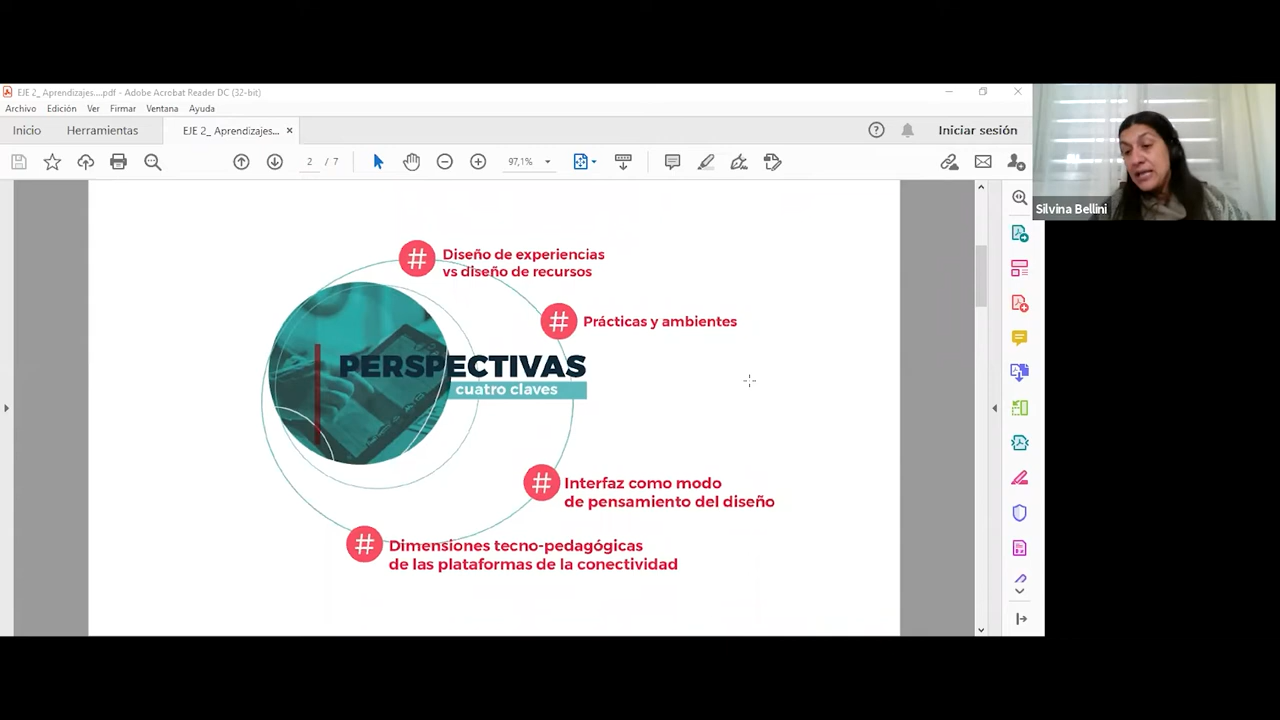 EJE 2_ Aprendizajes....pdf - Adobe Acrobat Reader DC (32-bit)
Archivo Edición Ver Firmar Ventana Ayuda
Inicio Herramientas EJE 2_ Aprendizajes... × Iniciar sesión
2 / 7 97,1%
Silvina Bellini
# Diseño de experiencias
vs diseño de recursos
# Prácticas y ambientes
PERSPECTIVAS
cuatro claves
# Interfaz como modo
de pensamiento del diseño
# Dimensiones tecno-pedagógicas
de las plataformas de la conectividad